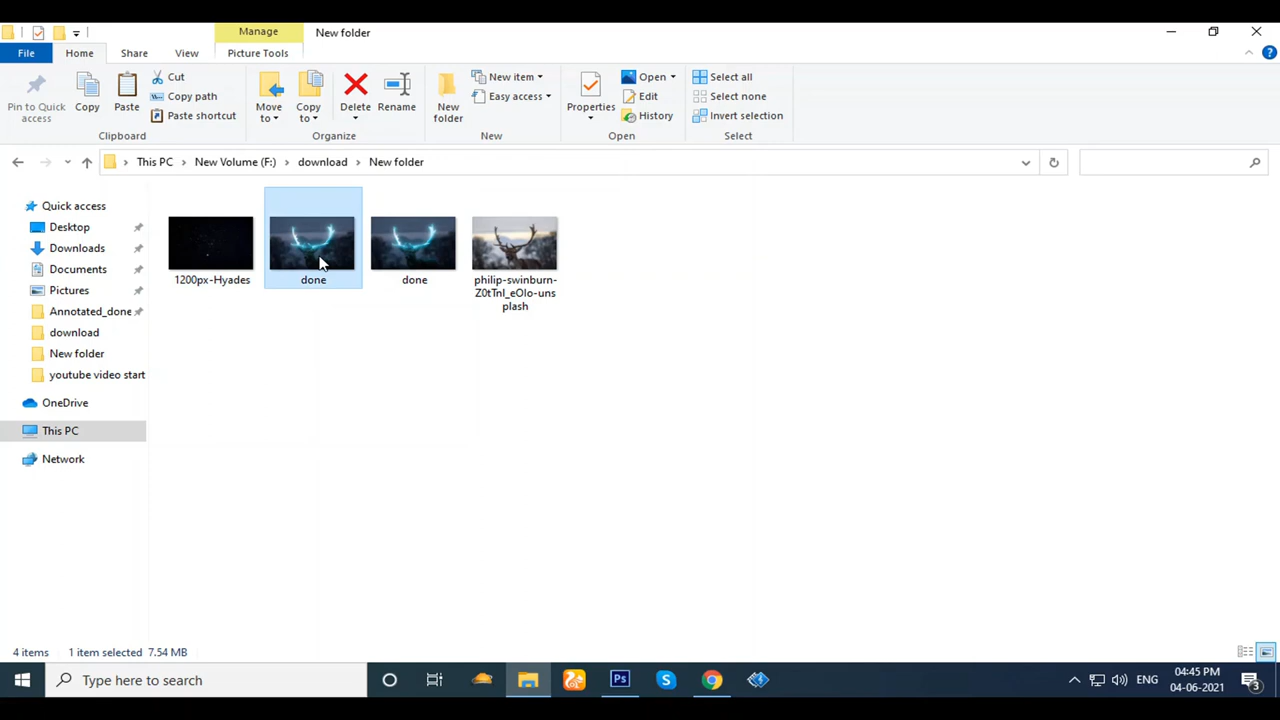 Manage
New folder
File
Home
Share
View
Picture Tools
Pin to Quick access
Copy
Paste
Cut
Copy path
Paste shortcut
Clipboard
Move to
Copy to
Delete
Rename
Organize
New folder
New item
Easy access
New
Properties
Open
Edit
History
Open
Select all
Select none
Invert selection
Select
This PC > New Volume (F:) > download > New folder
Quick access
Desktop
Downloads
Documents
Pictures
Annotated_done
download
New folder
youtube video start
OneDrive
This PC
Network
1200px-Hyades
done
done
philip-swinburn-
Z0tTnl_eOIo-uns
plash
4 items
1 item selected 7.54 MB
Type here to search
Ps
ENG
04:45 PM
04-06-2021
3